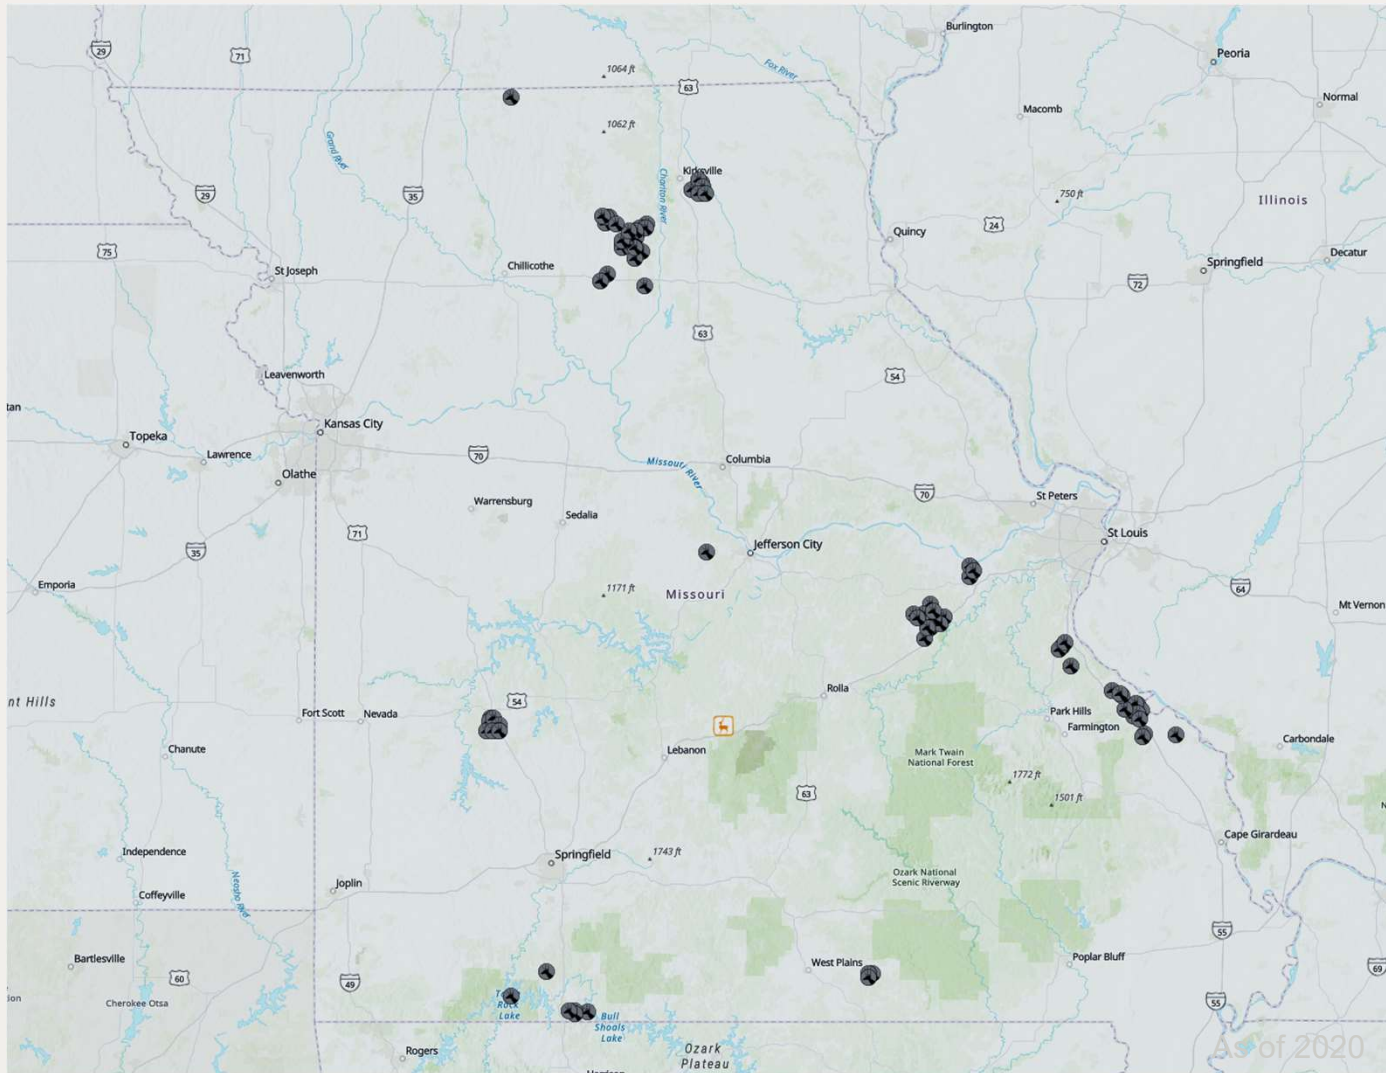 Burlington
29
71
Peoria
1064 ft
Fox River
63
Normal
Macomb
1062 ft
Grand River
Kirksville
Chariton River
29
35
750 ft
Illinois
24
Quincy
75
Decatur
Chillicothe
Springfield
St Joseph
72
63
Leavenworth
54
tan
Kansas City
Topeka
Lawrence
70
Missouri River
Columbia
Olathe
70
St Peters
Warrensburg
Sedalia
71
St Louis
35
Jefferson City
Emporia
1171 ft
Missouri
64
Mt Vernon
Rolla
nt Hills
54
Fort Scott
Nevada
Park Hills
Farmington
Carbondale
Chanute
Lebanon
Mark Twain
National Forest
1772 ft
63
1501 ft
N
Cape Girardeau
Independence
Springfield
1743 ft
Joplin
Ozark National
Scenic Riverway
Coffeyville
Neosho River
55
Bartlesville
West Plains
Poplar Bluff
69
60
49
Cherokee Otsa
ion
Rock
Lake
55
Bull
Shoals
Lake
Rogers
Ozark
Plateau
As of 2020